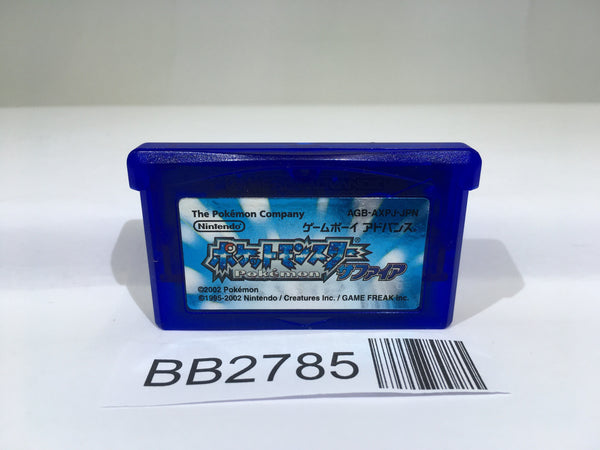 The Pokémon Company AGB-AXPJ-JPN
Nintendo ゲームボーイ アドバンス
ポケットモンスター
Pokémon サファイア
©2002 Pokémon
©1995-2002 Nintendo / Creatures Inc. / GAME FREAK inc.
BB2785